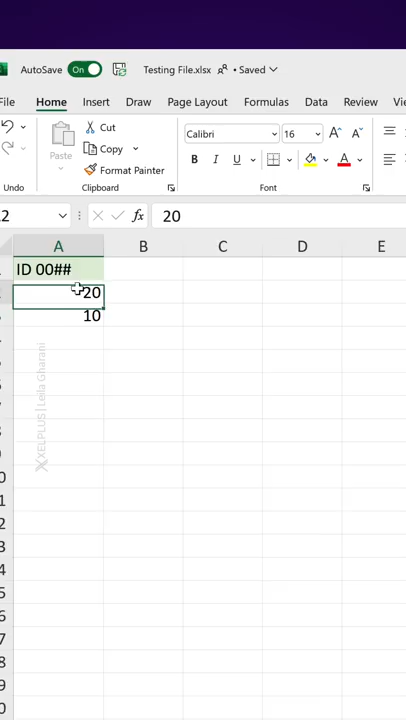 AutoSave On Testing File.xlsx • Saved
File Home Insert Draw Page Layout Formulas Data Review
Cut
Copy
Format Painter
Paste
Calibri 16 A A
B I U A
Undo Clipboard Font
fx 20
A B C D E
ID 00##
20
10
XELPLUS | Leila Gharani